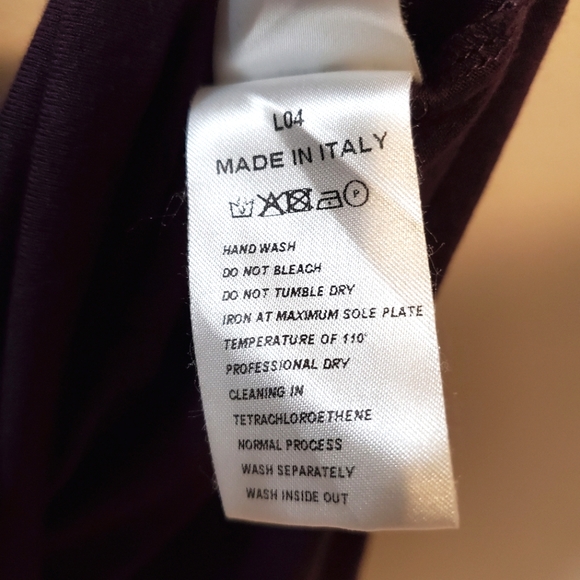 L04
MADE IN ITALY
P
HAND WASH
DO NOT BLEACH
DO NOT TUMBLE DRY
IRON AT MAXIMUM SOLE PLATE
TEMPERATURE OF 110°
PROFESSIONAL DRY
CLEANING IN
TETRACHLOROETHENE
NORMAL PROCESS
WASH SEPARATELY
WASH INSIDE OUT